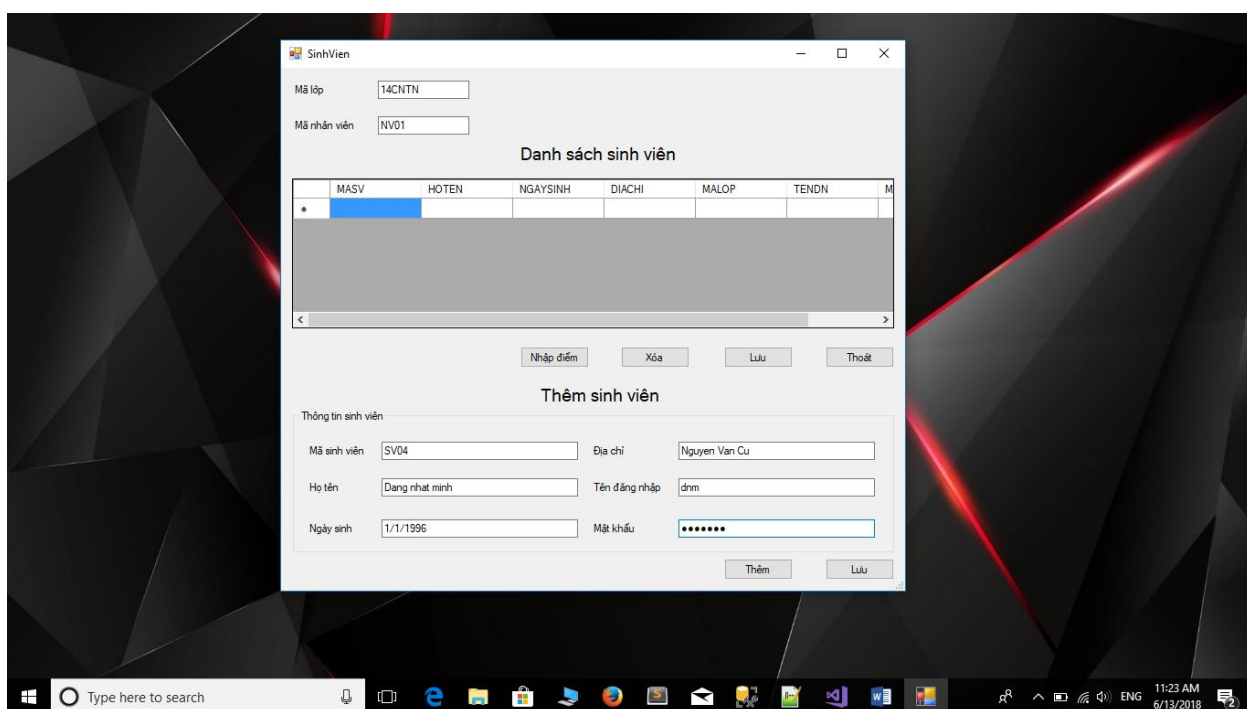 SinhVien
Mã lớp 14CNTN
Mã nhân viên NV01
Danh sách sinh viên
MASV HOTEN NGAYSINH DIACHI MALOP TENDN M
Nhập điểm Xóa Lưu Thoát
Thêm sinh viên
Thông tin sinh viên
Mã sinh viên SV04 Địa chỉ Nguyen Van Cu
Họ tên Dang nhat minh Tên đăng nhập dnm
Ngày sinh 1/1/1996 Mật khẩu •••••••
Thêm Lưu
Type here to search ENG 11:23 AM
6/13/2018 2